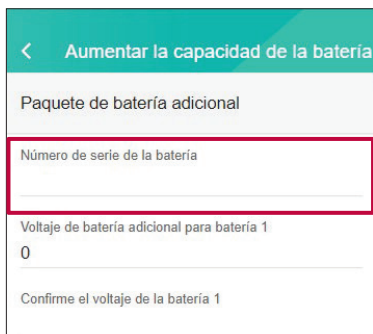 Aumentar la capacidad de la batería
Paquete de batería adicional
Número de serie de la batería
Voltaje de batería adicional para batería 1
0
Confirme el voltaje de la batería 1